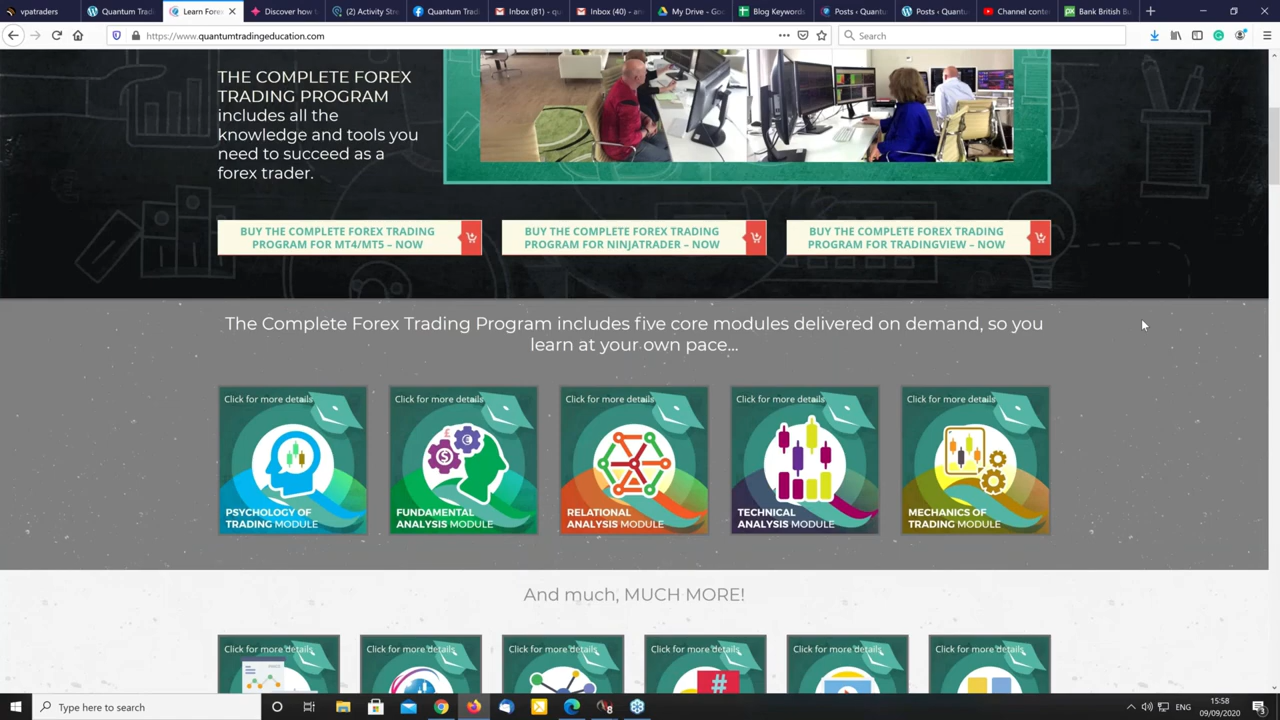 vpatraders
Quantum Trad
Learn Fore
Discover how t
(2) Activity Stre
Quantum Trad
Inbox (81) - qu
Inbox (40) - an
My Drive - Goo
Blog Keyword
Posts ‹ Quant
Posts ‹ Quantu
Channel conte
Bank British Bu
https://www.quantumtradingeducation.com
Search
THE COMPLETE FOREX
TRADING PROGRAM
includes all the
knowledge and tools you
need to succeed as a
forex trader.
BUY THE COMPLETE FOREX TRADING
PROGRAM FOR MT4/MT5 – NOW
BUY THE COMPLETE FOREX TRADING
PROGRAM FOR NINJATRADER – NOW
BUY THE COMPLETE FOREX TRADING
PROGRAM FOR TRADINGVIEW – NOW
The Complete Forex Trading Program includes five core modules delivered on demand, so you
learn at your own pace...
Click for more details
PSYCHOLOGY OF
TRADING MODULE
Click for more details
FUNDAMENTAL
ANALYSIS MODULE
Click for more details
RELATIONAL
ANALYSIS MODULE
Click for more details
TECHNICAL
ANALYSIS MODULE
Click for more details
MECHANICS OF
TRADING MODULE
And much, MUCH MORE!
Click for more details
Click for more details
Click for more details
Click for more details
Click for more details
Click for more details
Type here to search
ENG
15:58
09/09/2020